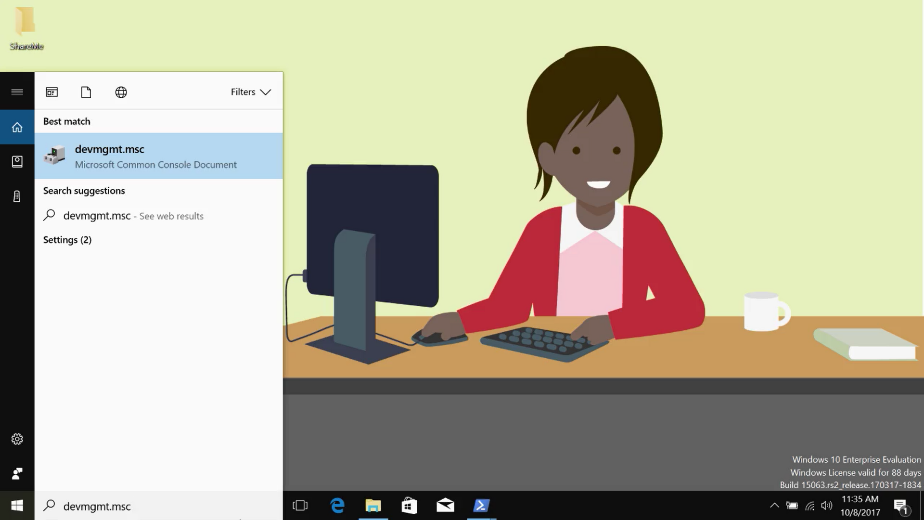 ShareMe
Filters
Best match
devmgmt.msc
Microsoft Common Console Document
Search suggestions
devmgmt.msc - See web results
Settings (2)
Windows 10 Enterprise Evaluation
Windows License valid for 88 days
Build 15063.rs2_release.170317-1834
devmgmt.msc
11:35 AM
10/8/2017
1